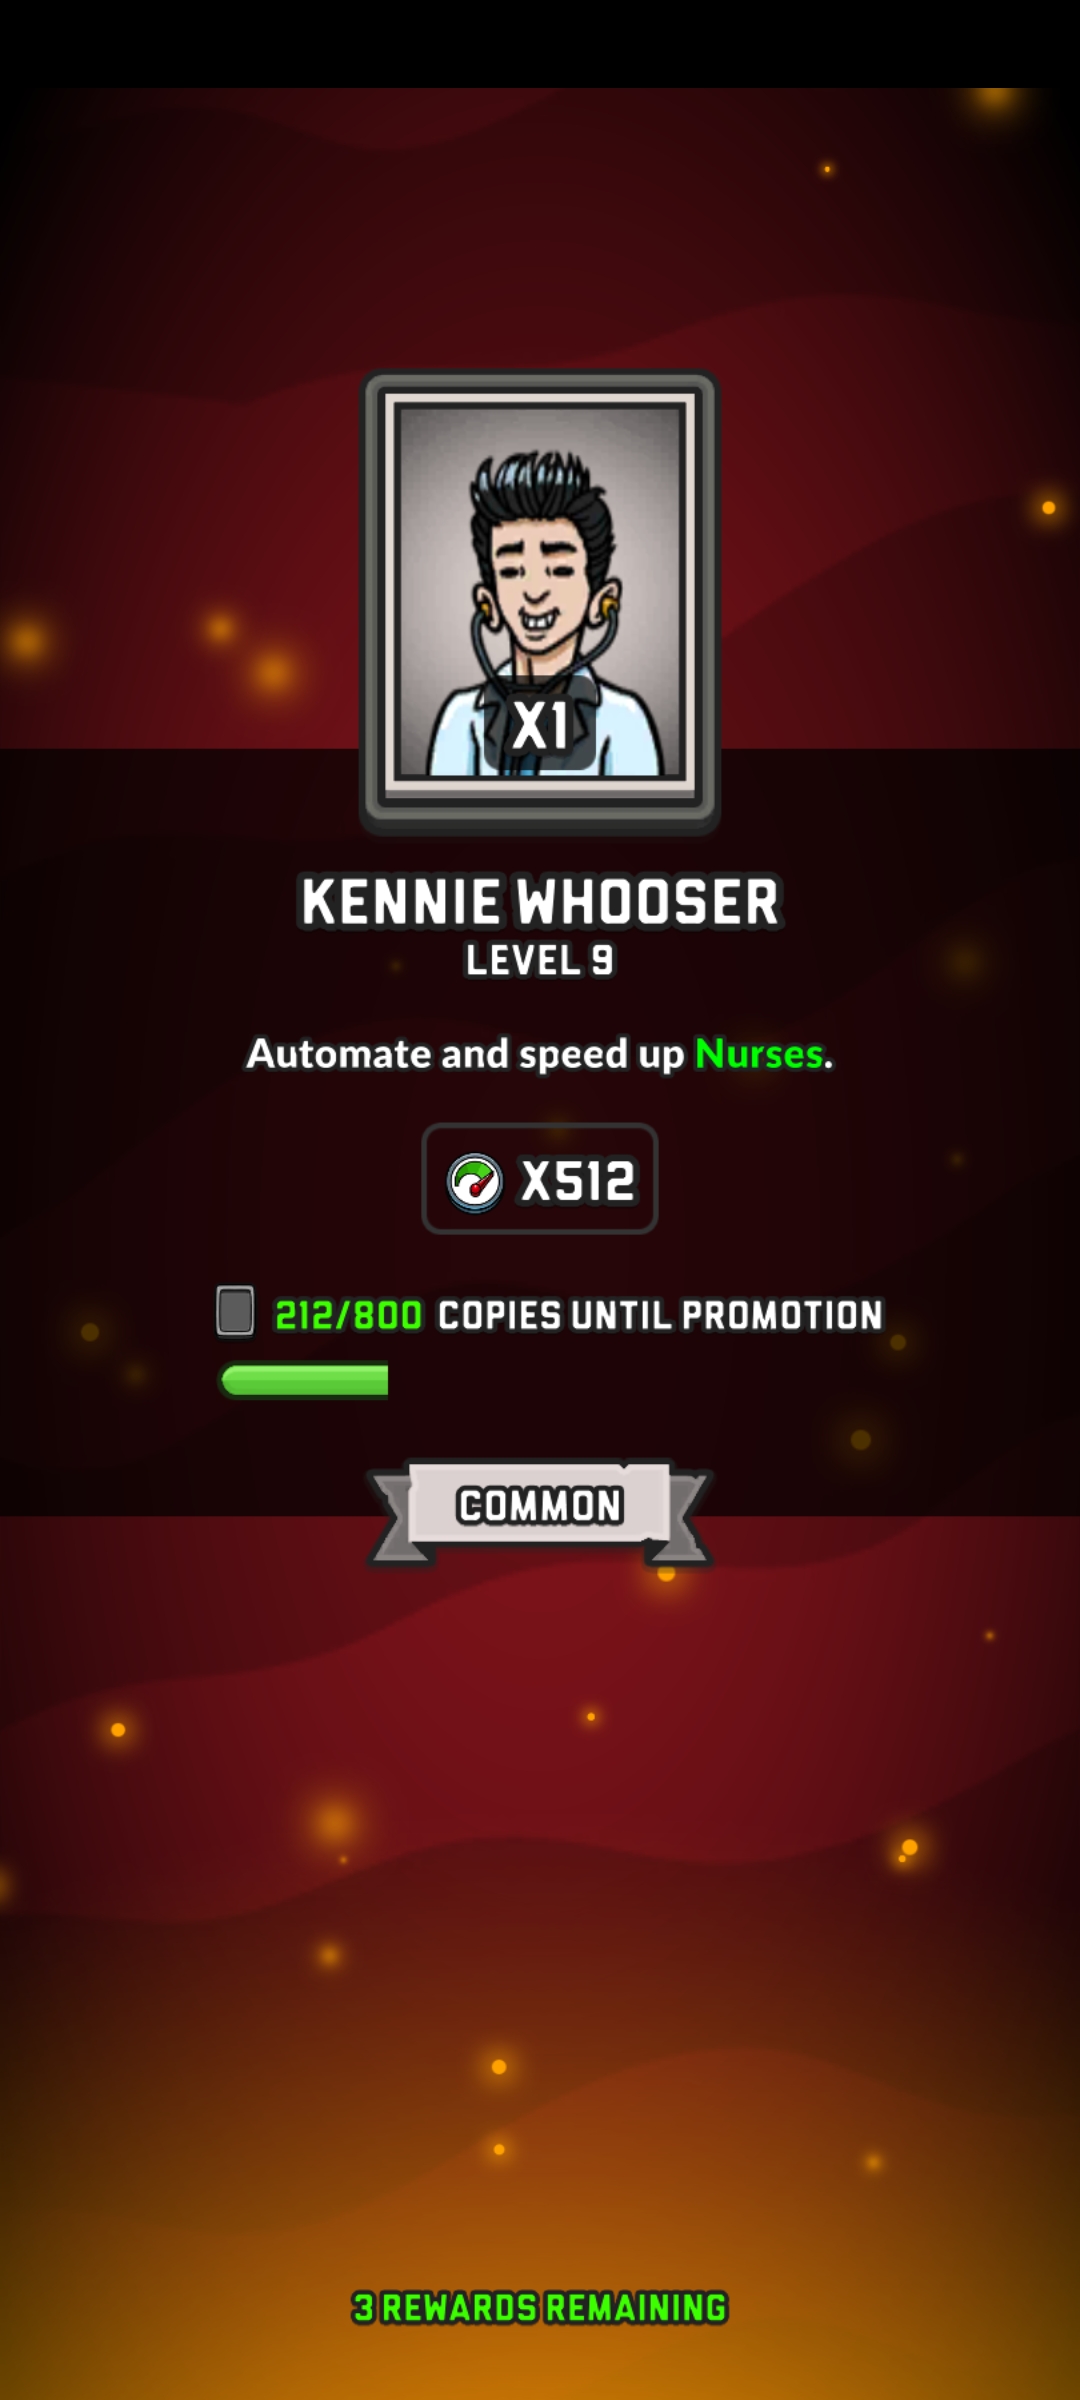 X1
KENNIE WHOOSER
LEVEL 9
Automate and speed up Nurses.
X512
212/800 COPIES UNTIL PROMOTION
COMMON
3 REWARDS REMAINING